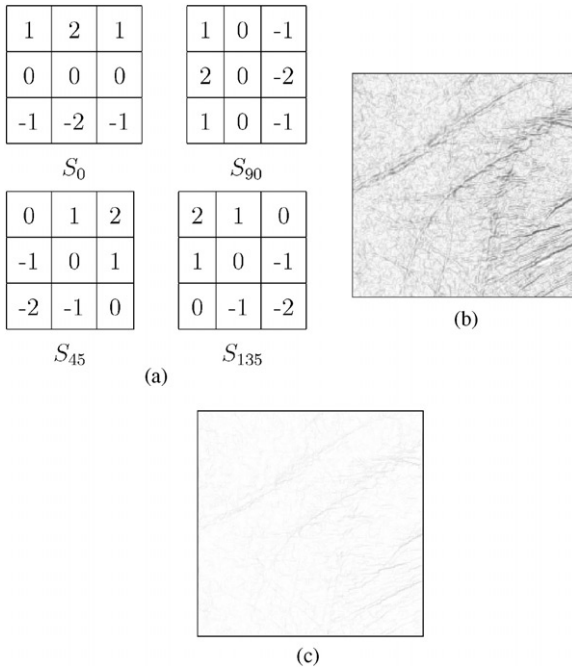 1 2 1
0 0 0
-1 -2 -1
S0
1 0 -1
2 0 -2
1 0 -1
S90
0 1 2
-1 0 1
-2 -1 0
S45
2 1 0
1 0 -1
0 -1 -2
S135
(a)
(b)
(c)